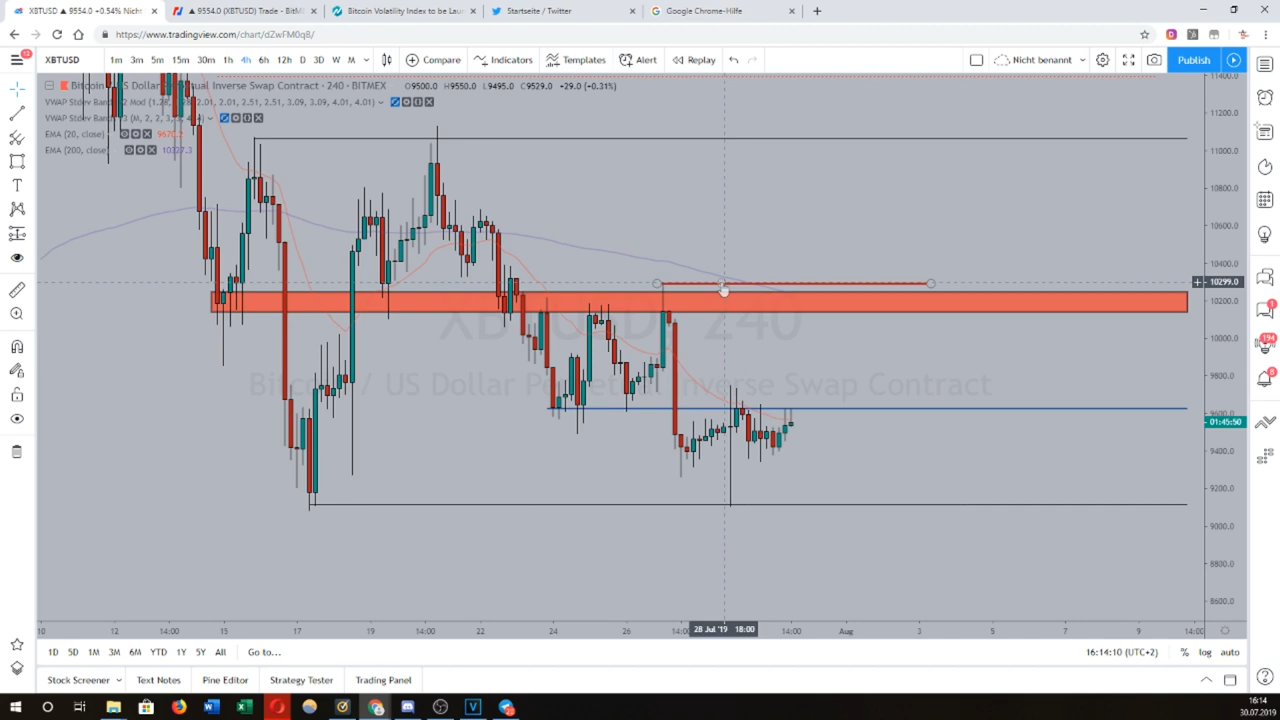 XBTUSD ▲ 9554.0 +0.54% Nicht
▲ 9554.0 (XBTUSD) Trade - BitME
Bitcoin Volatility Index to be Lau
Startseite / Twitter
Google Chrome-Hilfe
https://www.tradingview.com/chart/dZwFM0q8/
12
XBTUSD
1m 3m 5m 15m 30m 1h 4h 6h 12h D 3D W M
Compare
Indicators
Templates
Alert
Replay
Nicht benannt
Publish
Bitcoin / US Dollar Perpetual Inverse Swap Contract · 240 · BITMEX
O9500.0 H9550.0 L9495.0 C9529.0 +29.0 (+0.31%)
EMA (20, close)
EMA (200, close)
XBTUSD, 240
Bitcoin / US Dollar Perpetual Inverse Swap Contract
11400.0
11200.0
11000.0
10800.0
10600.0
10400.0
10299.0
10200.0
10000.0
9800.0
9600.0
01:45:50
9400.0
9200.0
9000.0
8800.0
8600.0
1
194
8
10 12 14:00 15 17 19 14:00 22 24 26 14:00 28 Jul '19 18:00 14:00 Aug 3 5 7 9 14:00
1D 5D 1M 3M 6M YTD 1Y 5Y All Go to...
16:14:10 (UTC+2) % log auto
Stock Screener Text Notes Pine Editor Strategy Tester Trading Panel
16:14
30.07.2019